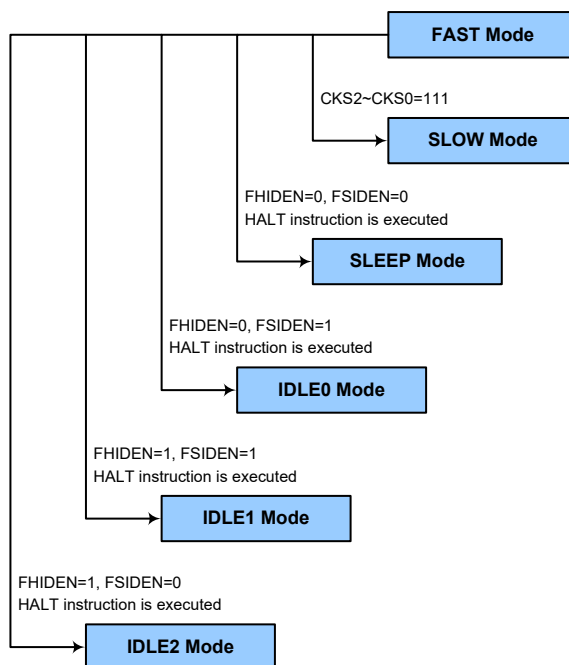 FAST Mode
CKS2~CKS0=111
SLOW Mode
FHIDEN=0, FSIDEN=0
HALT instruction is executed
SLEEP Mode
FHIDEN=0, FSIDEN=1
HALT instruction is executed
IDLE0 Mode
FHIDEN=1, FSIDEN=1
HALT instruction is executed
IDLE1 Mode
FHIDEN=1, FSIDEN=0
HALT instruction is executed
IDLE2 Mode